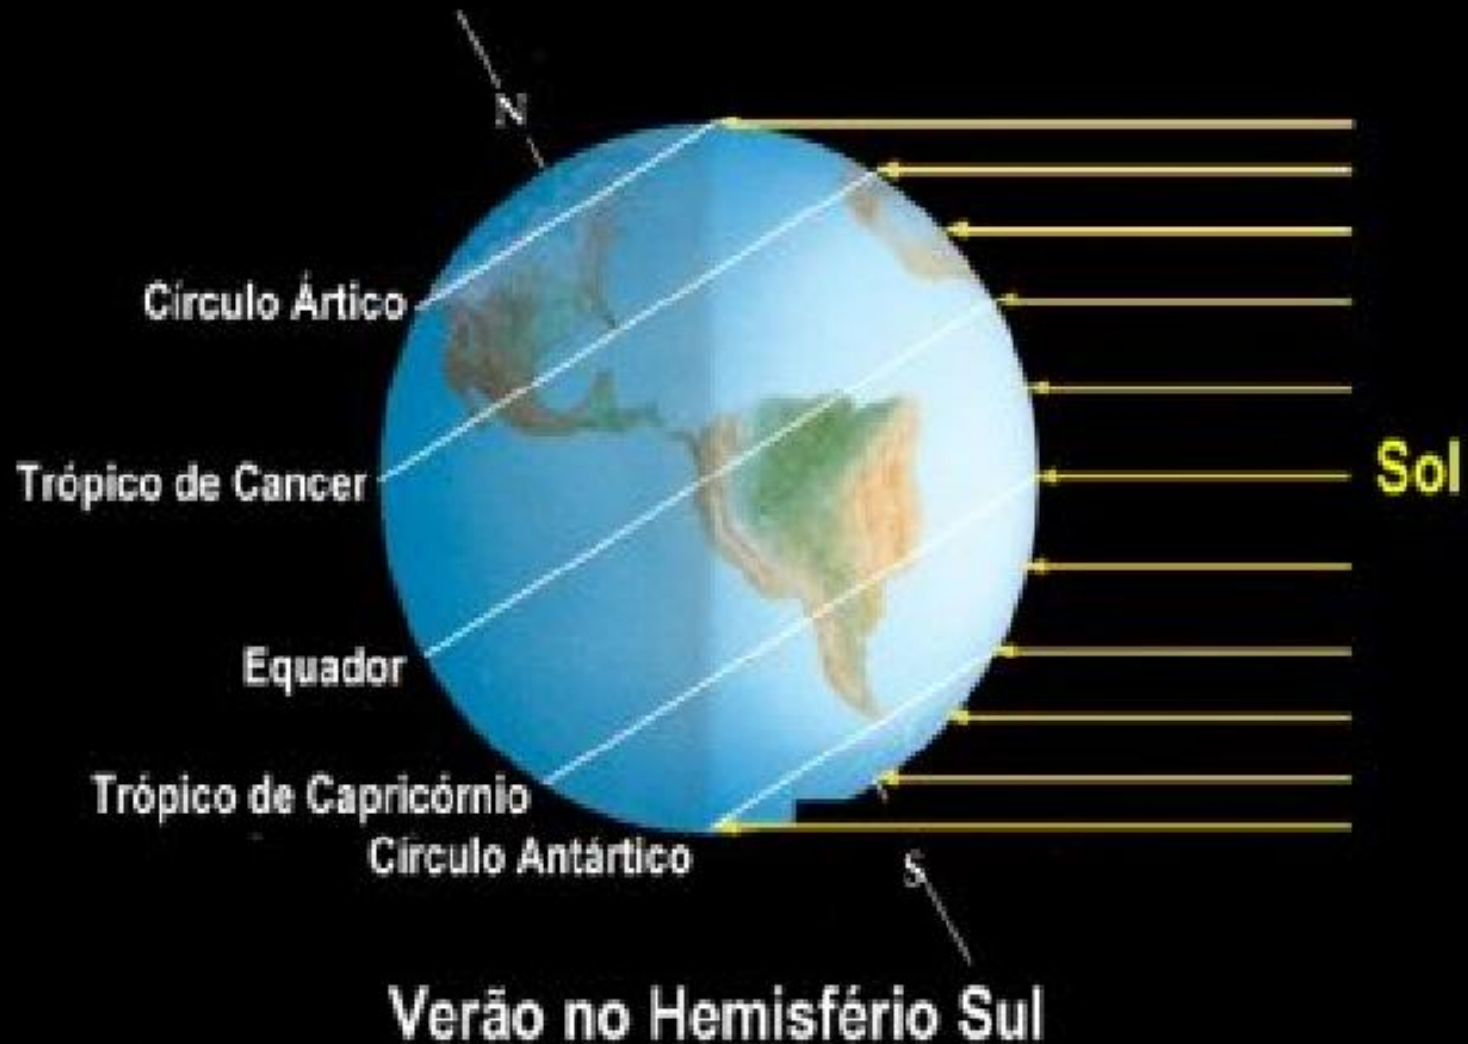 N
Círculo Ártico
Trópico de Cancer
Sol
Equador
Trópico de Capricórnio
Círculo Antártico
S
Verão no Hemisfério Sul